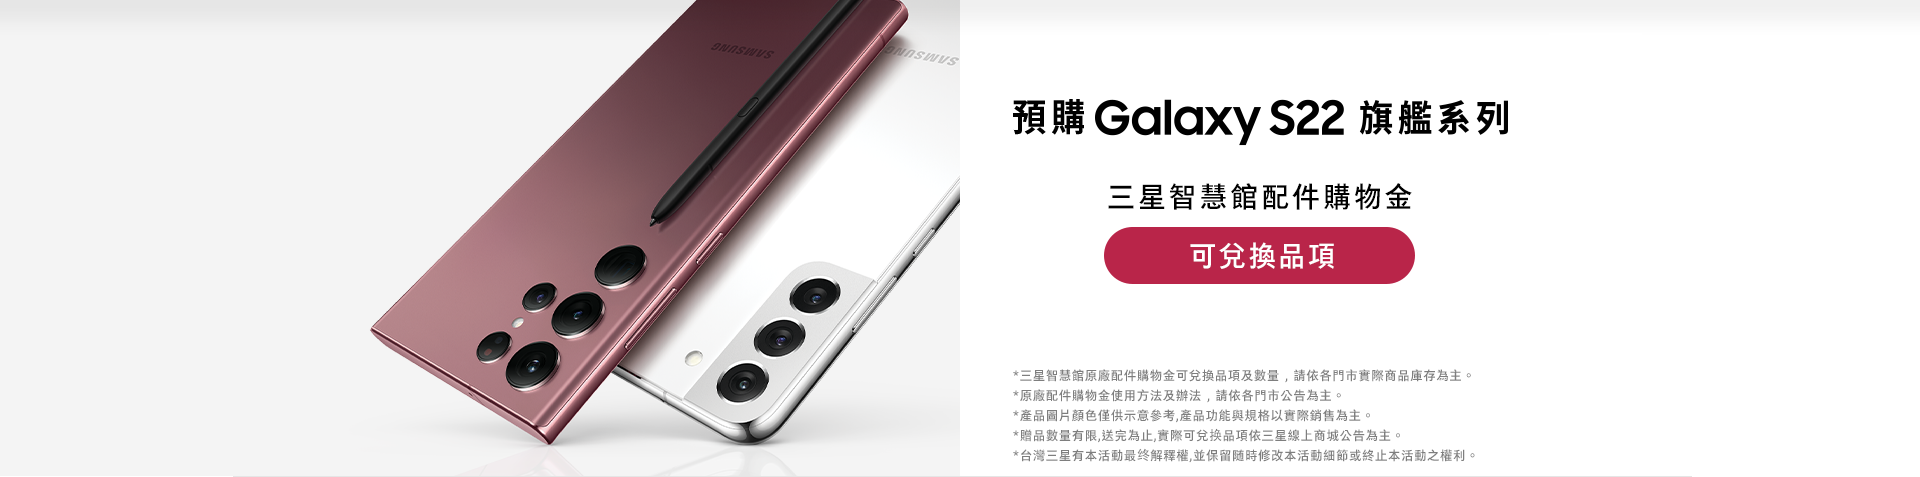 SAMSUNG
SAMSUNG
預購 Galaxy S22 旗艦系列
三星智慧館配件購物金
可兌換品項
*三星智慧館原廠配件購物金可兌換品項及數量，請依各門市實際商品庫存為主。
*原廠配件購物金使用方法及辦法，請依各門市公告為主。
*產品圖片顏色僅供示意參考,產品功能與規格以實際銷售為主。
*贈品數量有限,送完為止,實際可兌换品項依三星線上商城公告為主。
*台灣三星有本活動最终解釋權,並保留随時修改本活動細節或終止本活動之權利。